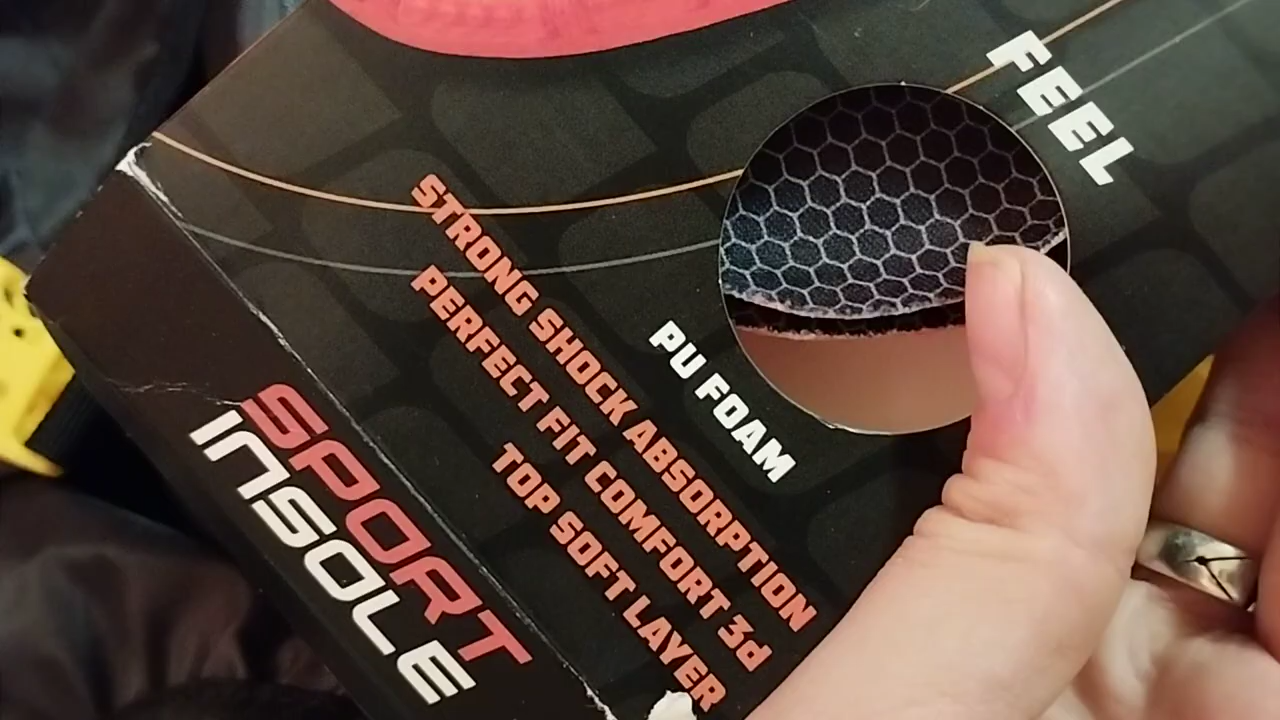 FEEL
PU FOAM
STRONG SHOCK ABSORPTION
PERFECT FIT COMFORT 3d
TOP SOFT LAYER
SPORT
INSOLE